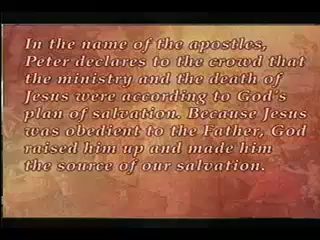 In the name of the apostles,
Peter declares to the crowd that
the ministry and the death of
Jesus were according to God's
plan of salvation. Because Jesus
was obedient to the Father, God
raised him up and made him
the source of our salvation.